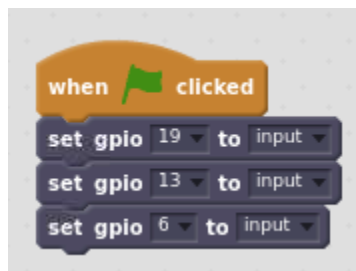 when clicked
set gpio 19 to input
set gpio 13 to input
set gpio 6 to input